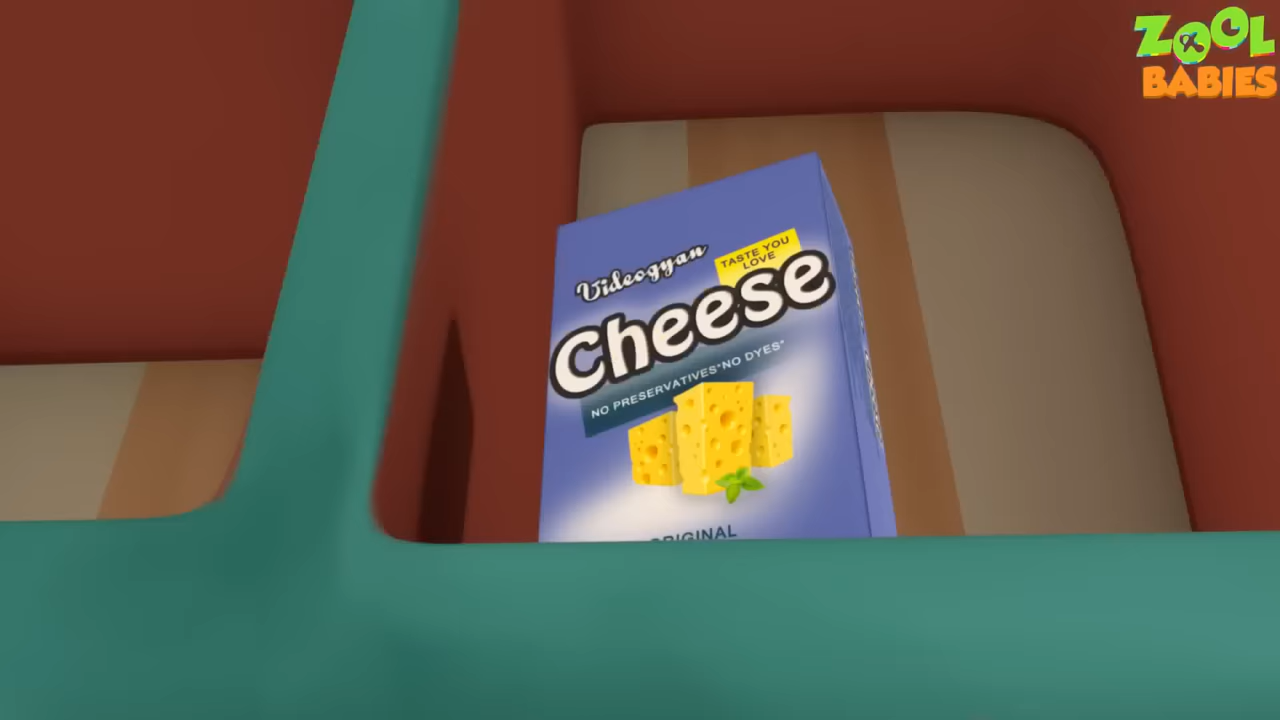 ZOOL
BABIES
Videogyan
TASTE YOU
LOVE
Cheese
NO PRESERVATIVES*NO DYES*
ORIGINAL